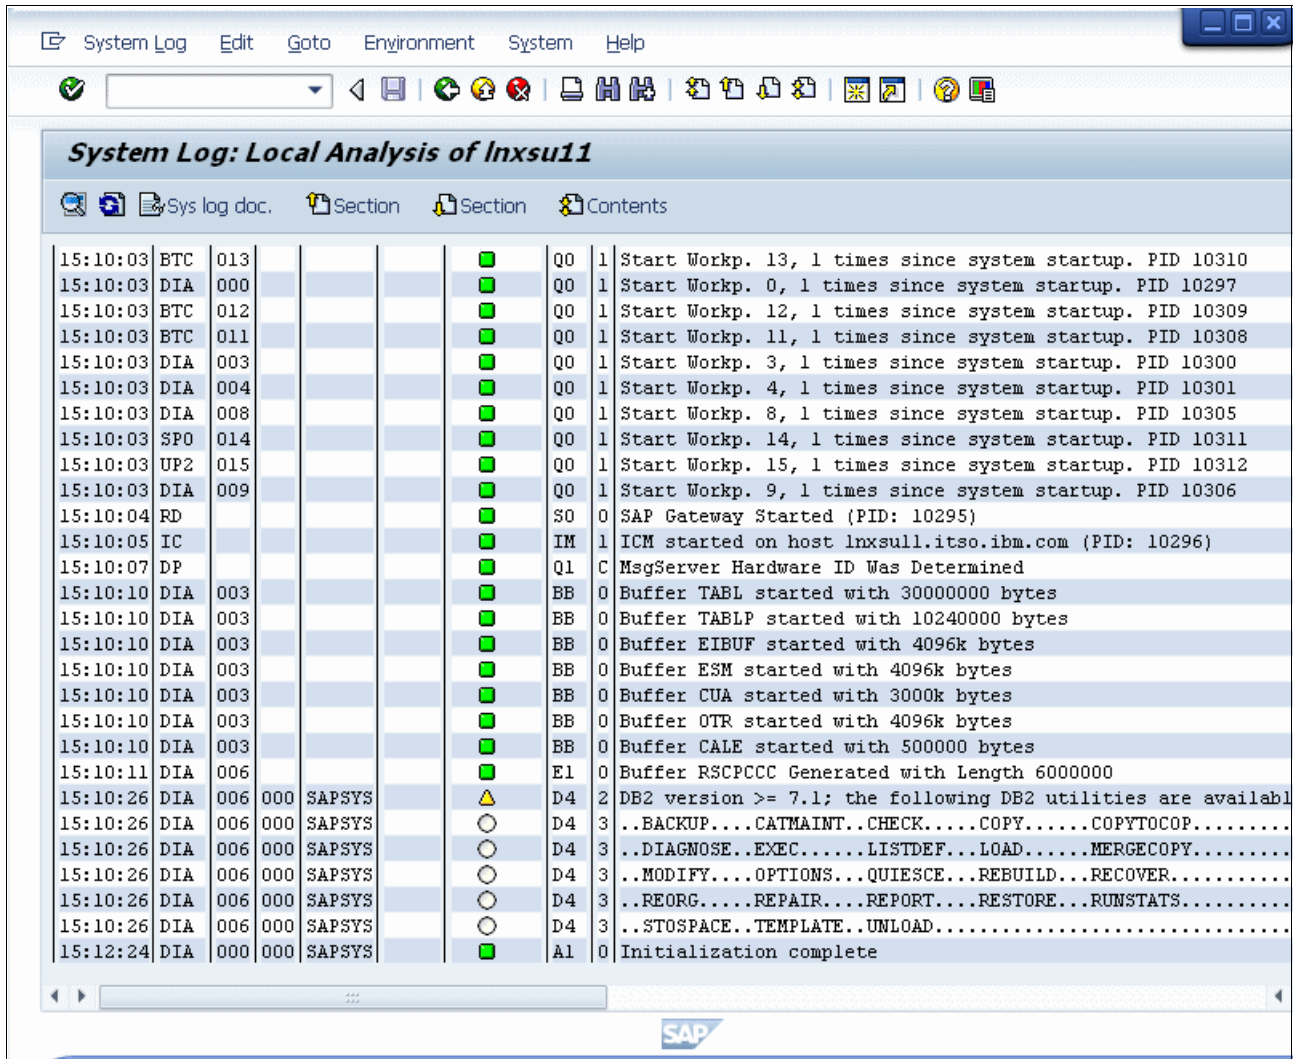 System Log Edit Goto Environment System Help
System Log: Local Analysis of lnxsu11
Sys log doc. Section Section Contents
15:10:03 BTC 013 Q0 1 Start Workp. 13, 1 times since system startup. PID 10310
15:10:03 DIA 000 Q0 1 Start Workp. 0, 1 times since system startup. PID 10297
15:10:03 BTC 012 Q0 1 Start Workp. 12, 1 times since system startup. PID 10309
15:10:03 BTC 011 Q0 1 Start Workp. 11, 1 times since system startup. PID 10308
15:10:03 DIA 003 Q0 1 Start Workp. 3, 1 times since system startup. PID 10300
15:10:03 DIA 004 Q0 1 Start Workp. 4, 1 times since system startup. PID 10301
15:10:03 DIA 008 Q0 1 Start Workp. 8, 1 times since system startup. PID 10305
15:10:03 SPO 014 Q0 1 Start Workp. 14, 1 times since system startup. PID 10311
15:10:03 UP2 015 Q0 1 Start Workp. 15, 1 times since system startup. PID 10312
15:10:03 DIA 009 Q0 1 Start Workp. 9, 1 times since system startup. PID 10306
15:10:04 RD S0 0 SAP Gateway Started (PID: 10295)
15:10:05 IC IM 1 ICM started on host lnxsu11.itso.ibm.com (PID: 10296)
15:10:07 DP Q1 C MsgServer Hardware ID Was Determined
15:10:10 DIA 003 BB 0 Buffer TABL started with 30000000 bytes
15:10:10 DIA 003 BB 0 Buffer TABLP started with 10240000 bytes
15:10:10 DIA 003 BB 0 Buffer EIBUF started with 4096k bytes
15:10:10 DIA 003 BB 0 Buffer ESM started with 4096k bytes
15:10:10 DIA 003 BB 0 Buffer CUA started with 3000k bytes
15:10:10 DIA 003 BB 0 Buffer OTR started with 4096k bytes
15:10:10 DIA 003 BB 0 Buffer CALE started with 500000 bytes
15:10:11 DIA 006 E1 0 Buffer RSCPCCC Generated with Length 6000000
15:10:26 DIA 006 000 SAPSYS D4 2 DB2 version >= 7.1; the following DB2 utilities are availabl
15:10:26 DIA 006 000 SAPSYS D4 3 ..BACKUP....CATMAINT..CHECK.....COPY......COPYTOCOP.........
15:10:26 DIA 006 000 SAPSYS D4 3 ..DIAGNOSE..EXEC......LISTDEF...LOAD......MERGECOPY.........
15:10:26 DIA 006 000 SAPSYS D4 3 ..MODIFY....OPTIONS...QUIESCE...REBUILD...RECOVER...........
15:10:26 DIA 006 000 SAPSYS D4 3 ..REORG.....REPAIR....REPORT....RESTORE...RUNSTATS..........
15:10:26 DIA 006 000 SAPSYS D4 3 ..STOSPACE..TEMPLATE..UNLOAD................................
15:12:24 DIA 000 000 SAPSYS A1 0 Initialization complete
SAP